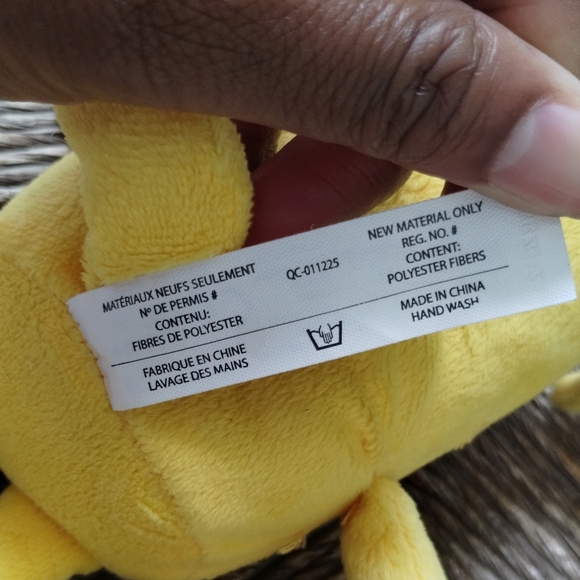 MATÉRIAUX NEUFS SEULEMENT
Nº DE PERMIS #
CONTENU:
FIBRES DE POLYESTER
QC-011225
NEW MATERIAL ONLY
REG. NO. #
CONTENT:
POLYESTER FIBERS
FABRIQUE EN CHINE
LAVAGE DES MAINS
MADE IN CHINA
HAND WASH